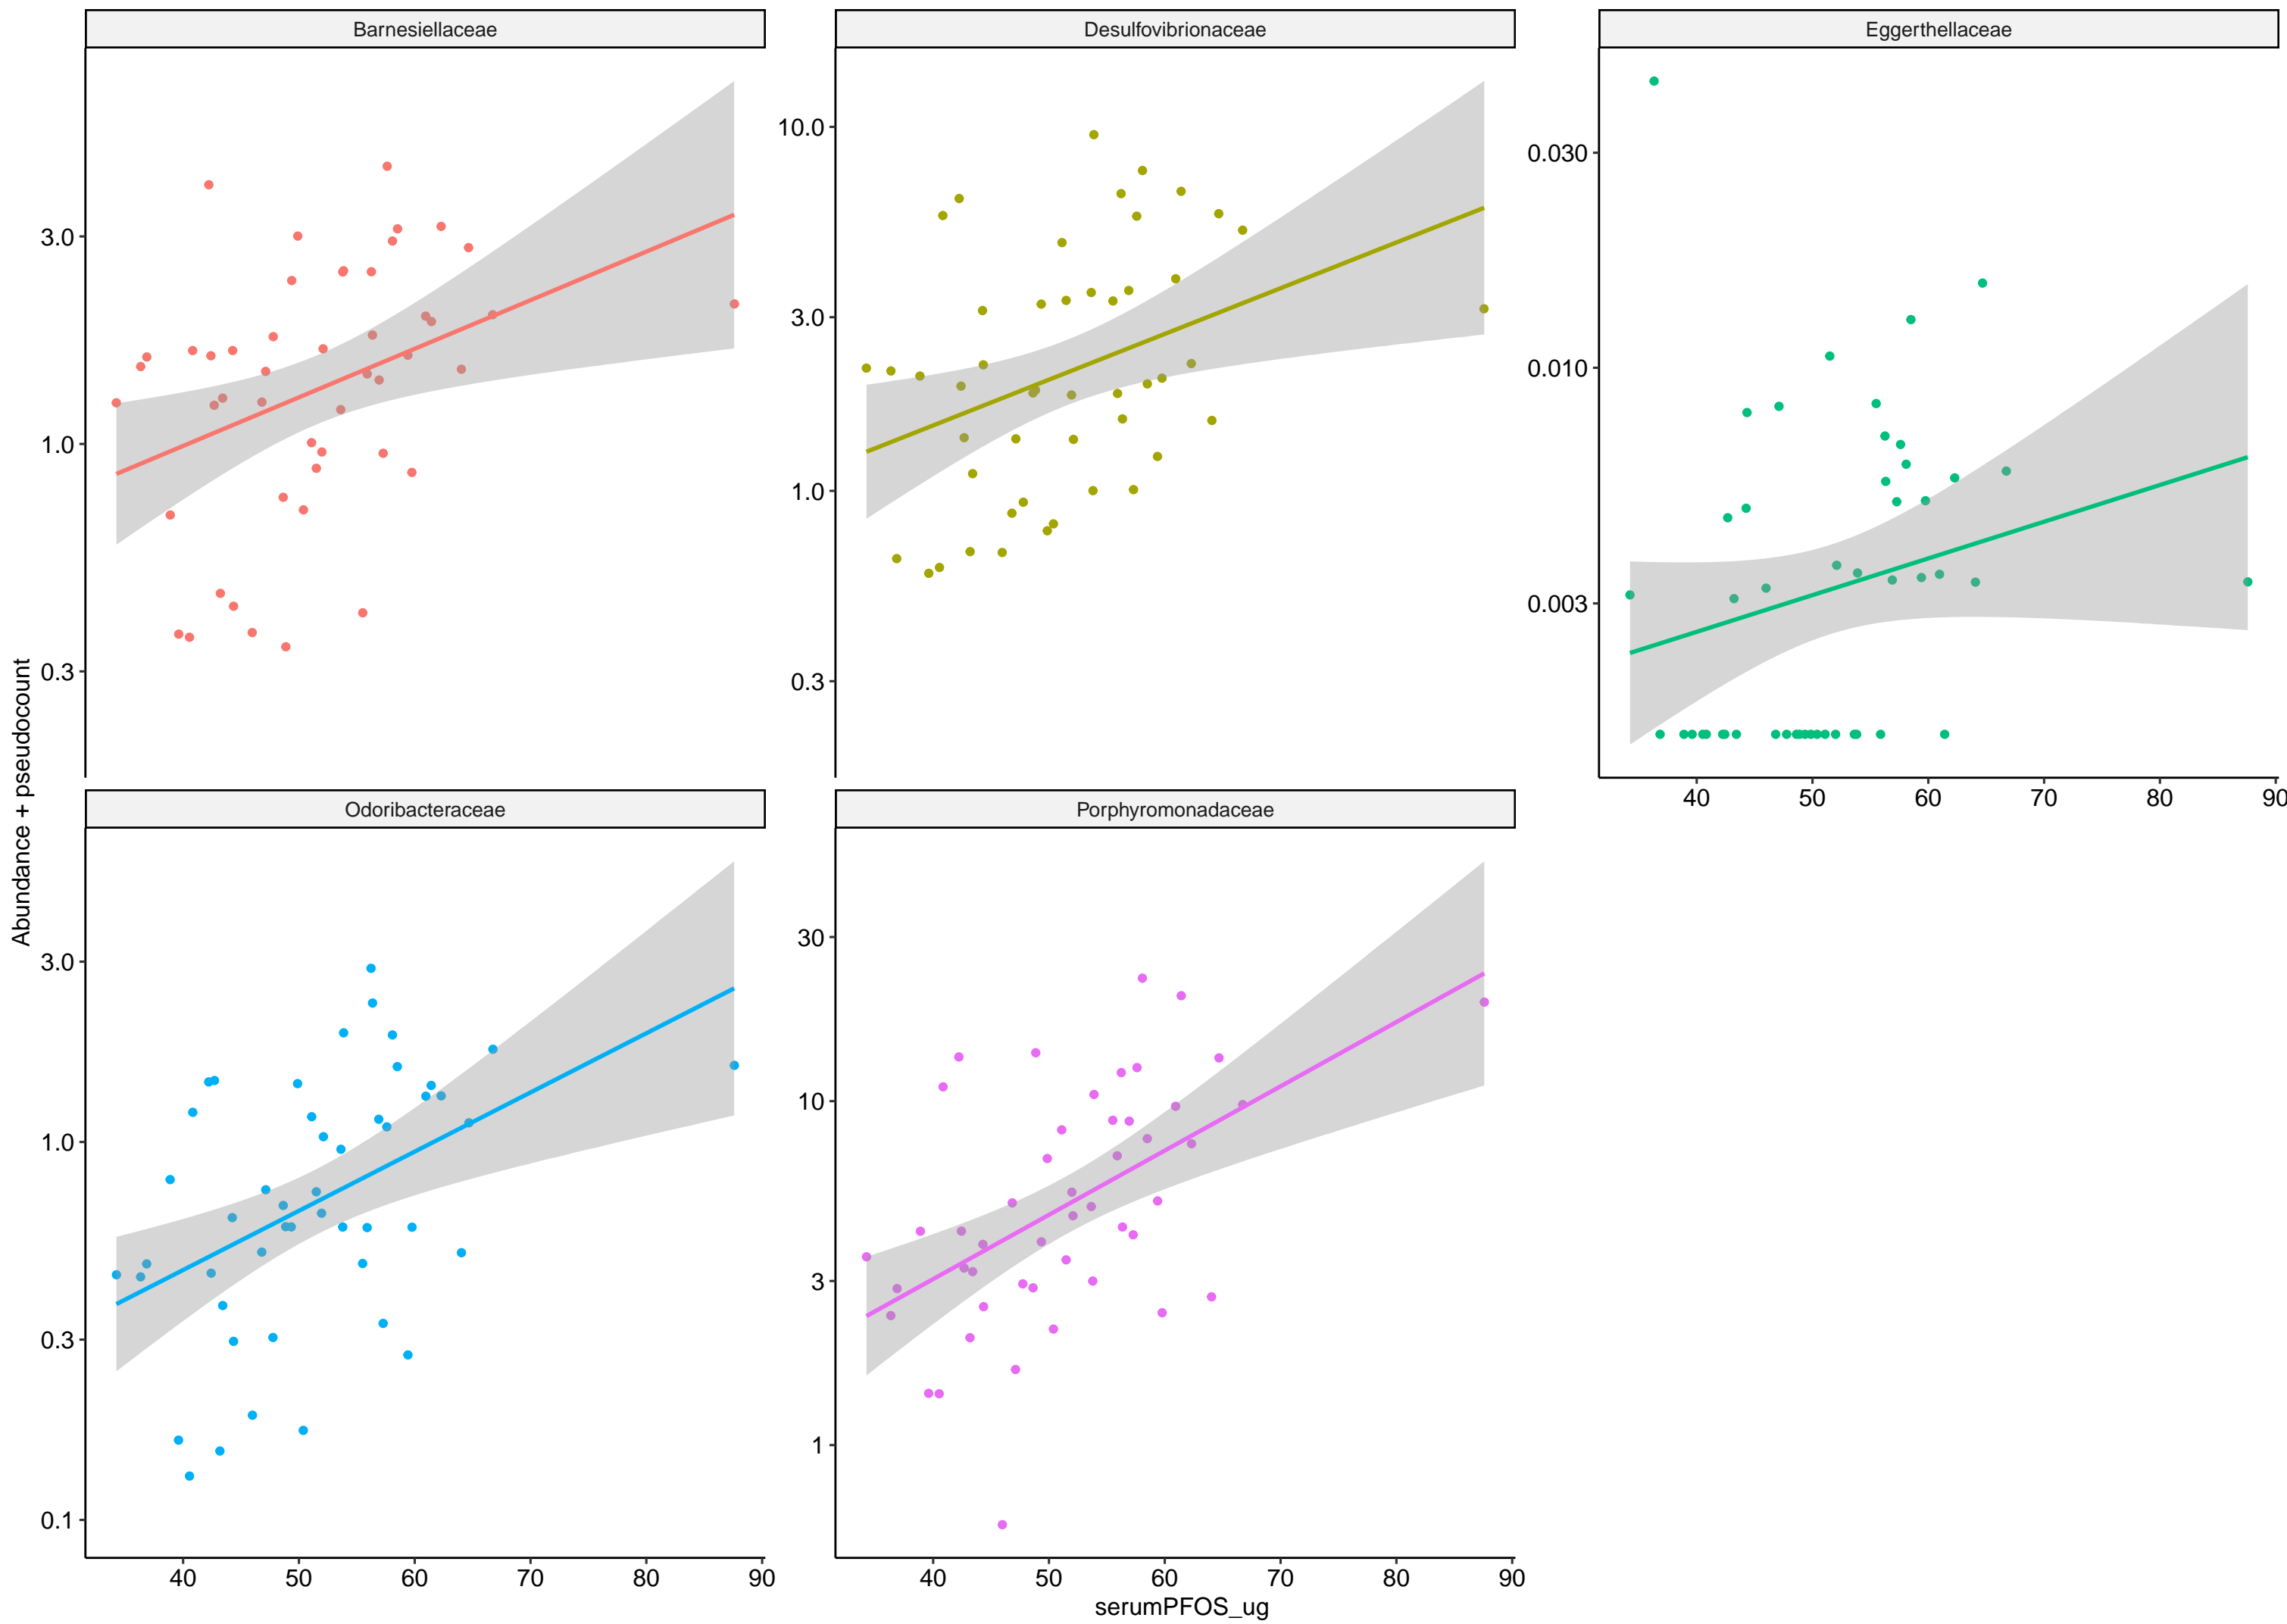 Barnesiellaceae
Desulfovibrionaceae
Eggerthellaceae
3.0
1.0
0.3
10.0
3.0
1.0
0.3
0.030
0.010
0.003
40 50 60 70 80 90
Abundance + pseudocount
Odoribacteraceae
Porphyromonadaceae
3.0
1.0
0.3
0.1
30
10
3
1
40 50 60 70 80 90
40 50 60 70 80 90
serumPFOS_ug